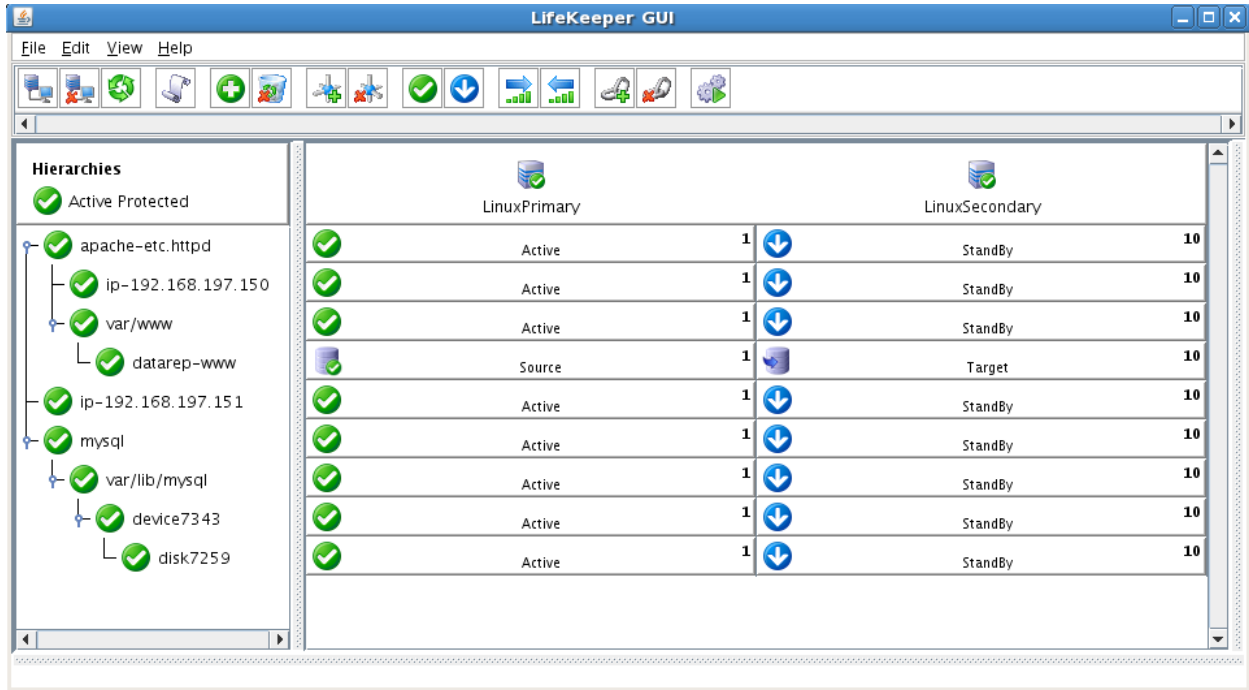 LifeKeeper GUI
File Edit View Help
Hierarchies
Active Protected
LinuxPrimary LinuxSecondary
apache-etc.httpd Active 1 StandBy 10
ip-192.168.197.150 Active 1 StandBy 10
var/www Active 1 StandBy 10
datarep-www Source 1 Target 10
ip-192.168.197.151 Active 1 StandBy 10
mysql Active 1 StandBy 10
var/lib/mysql Active 1 StandBy 10
device7343 Active 1 StandBy 10
disk7259 Active 1 StandBy 10